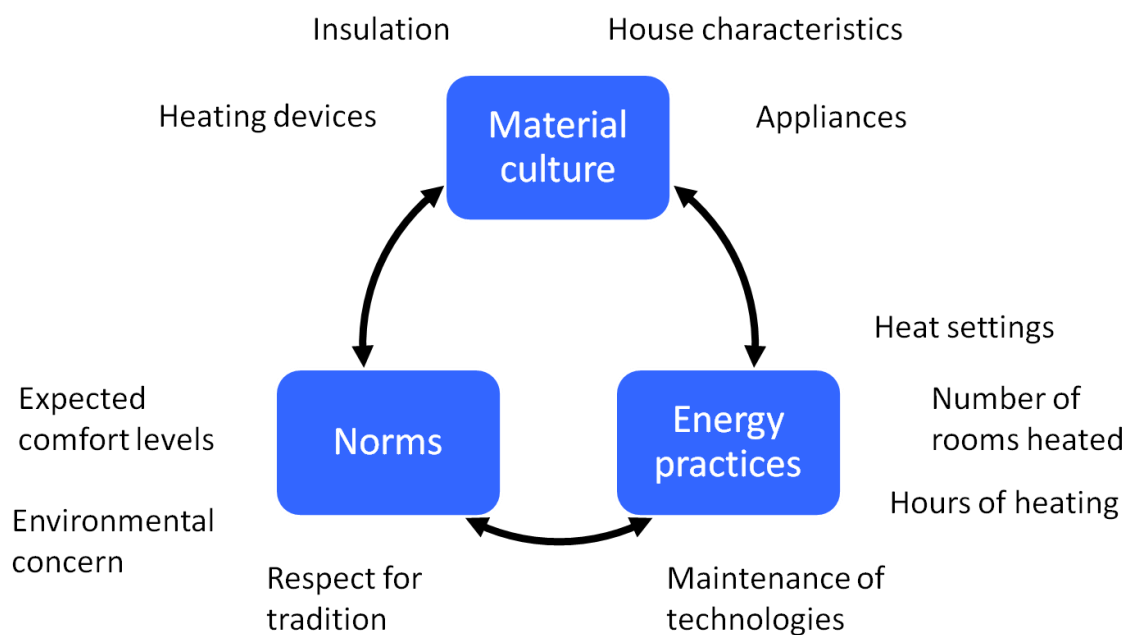 Insulation
House characteristics
Heating devices
Material
culture
Appliances
Heat settings
Expected
comfort levels
Norms
Energy
practices
Number of
rooms heated
Environmental
concern
Hours of heating
Respect for
tradition
Maintenance of
technologies